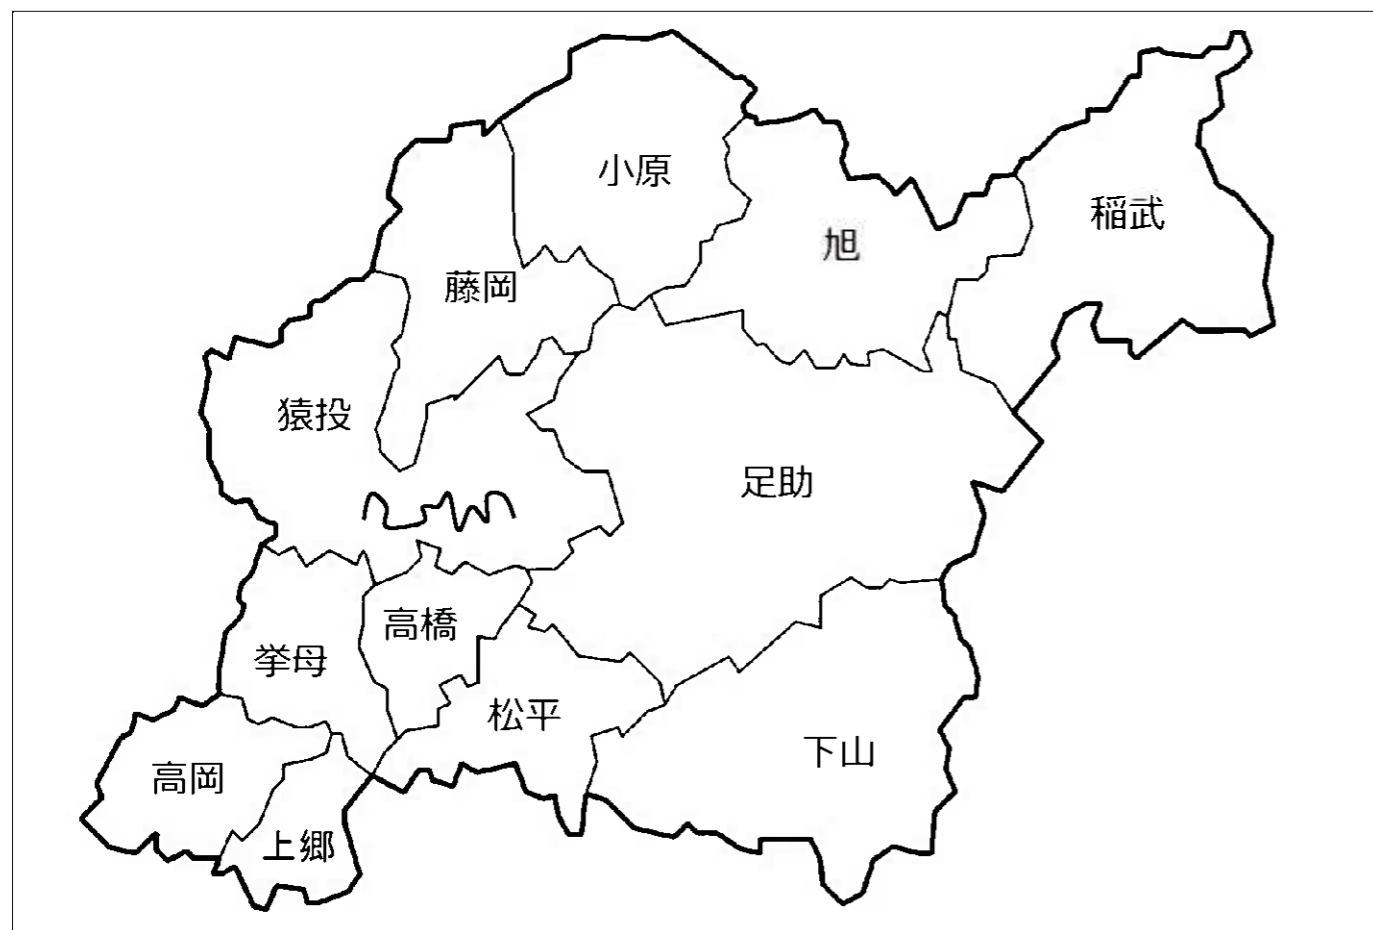 小原
稲武
旭
藤岡
猿投
足助
高橋
挙母
松平
下山
高岡
上郷